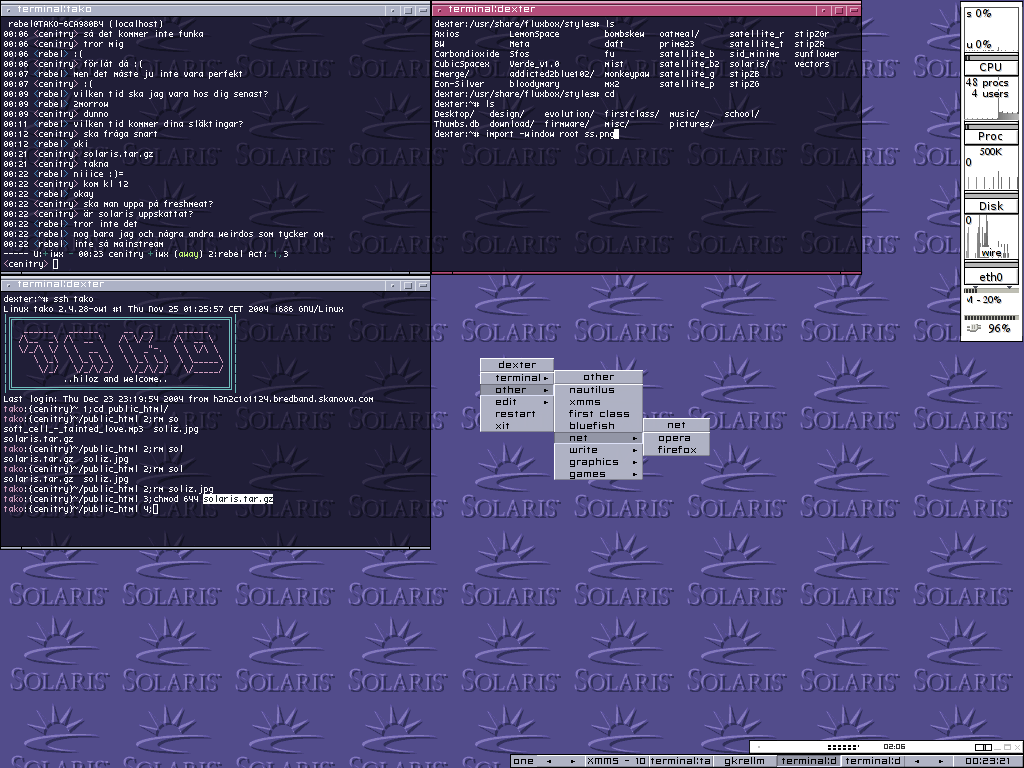 terminal:tako
rebel@TAKO-6CA980B4 (localhost)
00:06 <cenitry> så det kommer inte funka
00:06 <cenitry> tror mig
00:06 <rebel> :(
00:06 <cenitry> förlåt då :(
00:07 <rebel> men det måste ju inte vara perfekt
00:07 <cenitry> :(
00:09 <rebel> vilken tid ska jag vara hos dig senast?
00:09 <rebel> 2morrow
00:09 <cenitry> dunno
00:11 <rebel> vilken tid kommer dina släktingar?
00:12 <cenitry> ska fråga snart
00:12 <rebel> oki
00:21 <cenitry> solaris.tar.gz
00:21 <cenitry> takna
00:22 <rebel> niiice :)=
00:22 <cenitry> kom kl 12
00:22 <rebel> okay
00:22 <cenitry> ska man uppa på freshmeat?
00:22 <cenitry> är solaris uppskattat?
00:22 <rebel> tror inte det
00:22 <rebel> nog bara jag och några andra weirdos som tycker om
00:22 <rebel> inte så mainstream
----- U:+iwx - 00:23 cenitry +iwx (away) 2:rebel Act: 1,3
<cenitry>
terminal:dexter
dexter:/usr/share/fluxbox/styles# ls
Axios LemonSpace bombskew oatmeal/ satellite_r stipZGr
BW Meta daft prime23 satellite_t stipZR
Carbondioxide Sfos fu satellite_b sid_minime sunflower
CubicSpacex Verde_v1.0 mist satellite_b2 solaris/ vectors
Emerge/ addicted2blue102/ monkeypaw satellite_g stipZB
Eon-Silver bloodymary mx2 satellite_p stipZG
dexter:/usr/share/fluxbox/styles# cd
dexter:~# ls
Desktop/ design/ evolution/ firstclass/ music/ school/
Thumbs.db download/ firmware/ misc/ pictures/
dexter:~# import -window root ss.png
terminal:dexter
dexter:~# ssh tako
Linux tako 2.4.28-ow1 #1 Thu Nov 25 01:25:57 CET 2004 i686 GNU/Linux
..hiloz and welcome..
Last login: Thu Dec 23 23:19:54 2004 from h2n2c1o1124.bredband.skanova.com
tako:{cenitry}~ 1;cd public_html/
tako:{cenitry}~/public_html 2;rm so
soft_cell_-_tainted_love.mp3 soliz.jpg
solaris.tar.gz
tako:{cenitry}~/public_html 2;rm sol
solaris.tar.gz soliz.jpg
tako:{cenitry}~/public_html 2;rm sol
solaris.tar.gz soliz.jpg
tako:{cenitry}~/public_html 2;rm soliz.jpg
tako:{cenitry}~/public_html 3;chmod 644 solaris.tar.gz
tako:{cenitry}~/public_html 4;
dexter
terminal
other
edit
restart
xit
other
nautilus
xmms
first class
bluefish
net
write
graphics
games
net
opera
firefox
s 0%
u 0%
CPU
48 procs
4 users
Proc
500K
0
Disk
0
wire
eth0
M - 20%
96%
SOLARIS
02:06
one XMMS - 10 terminal:ta gkrellm terminal:d terminal:d 00:23:21